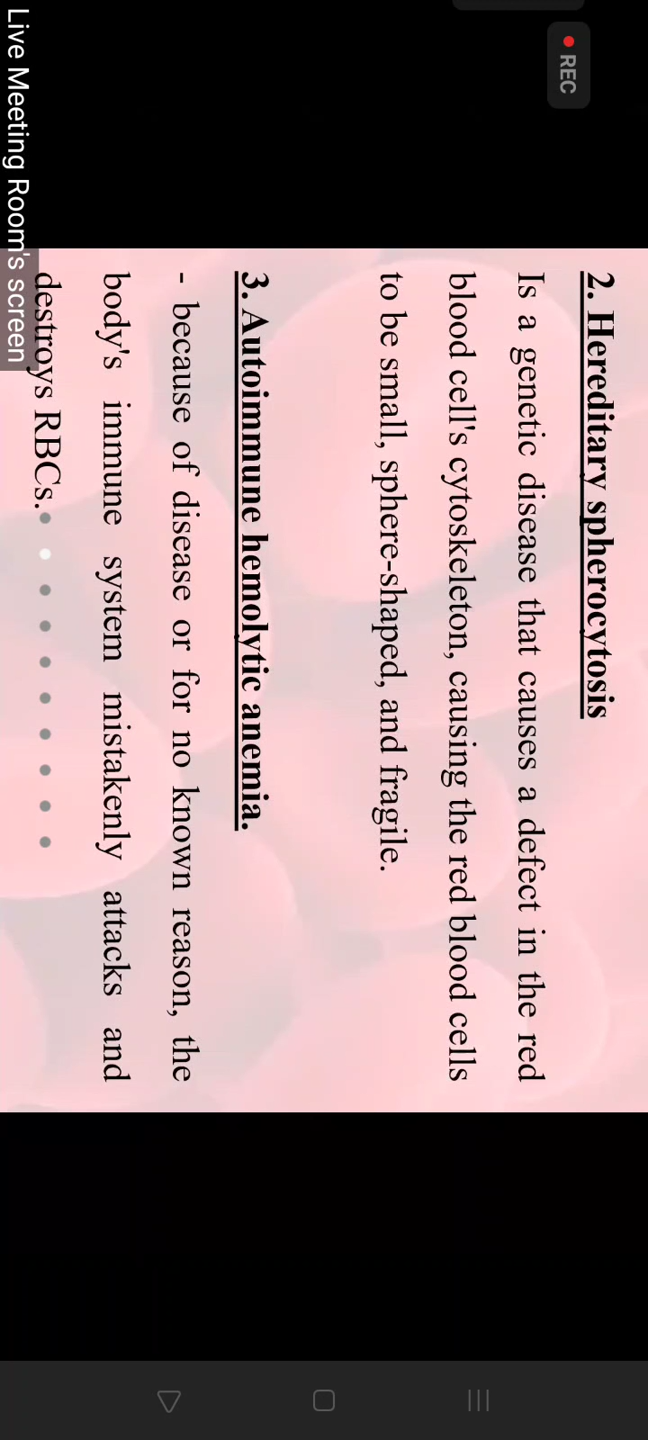 REC
2. Hereditary spherocytosis
Is a genetic disease that causes a defect in the red
blood cell's cytoskeleton, causing the red blood cells
to be small, sphere-shaped, and fragile.
3. Autoimmune hemolytic anemia.
- because of disease or for no known reason, the
body's immune system mistakenly attacks and
destroys RBCs.
Live Meeting Room's screen